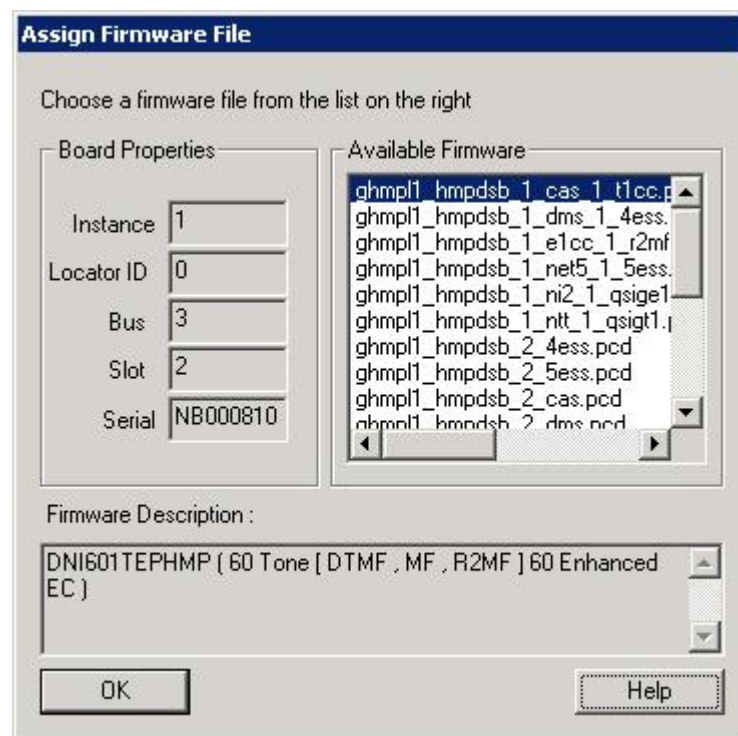 Assign Firmware File
Choose a firmware file from the list on the right
Board Properties
Instance 1
Locator ID 0
Bus 3
Slot 2
Serial NB000810
Available Firmware
ghmpl1_hmpdsb_1_cas_1_t1cc.p
ghmpl1_hmpdsb_1_dms_1_4ess.
ghmpl1_hmpdsb_1_e1cc_1_r2mf
ghmpl1_hmpdsb_1_net5_1_5ess.
ghmpl1_hmpdsb_1_ni2_1_qsige1
ghmpl1_hmpdsb_1_ntt_1_qsigt1.p
ghmpl1_hmpdsb_2_4ess.pcd
ghmpl1_hmpdsb_2_5ess.pcd
ghmpl1_hmpdsb_2_cas.pcd
ghmpl1_hmpdsb_2_dms.pcd
Firmware Description :
DNI601TEPHMP ( 60 Tone [ DTMF , MF , R2MF ] 60 Enhanced
EC )
OK
Help